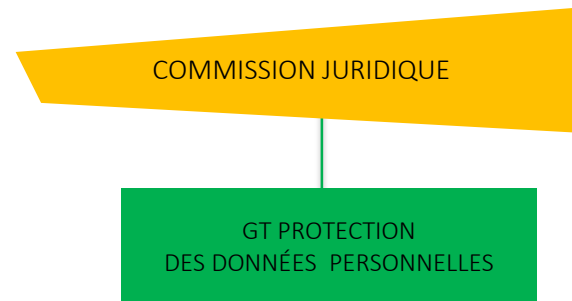 COMMISSION JURIDIQUE
GT PROTECTION
DES DONNÉES PERSONNELLES